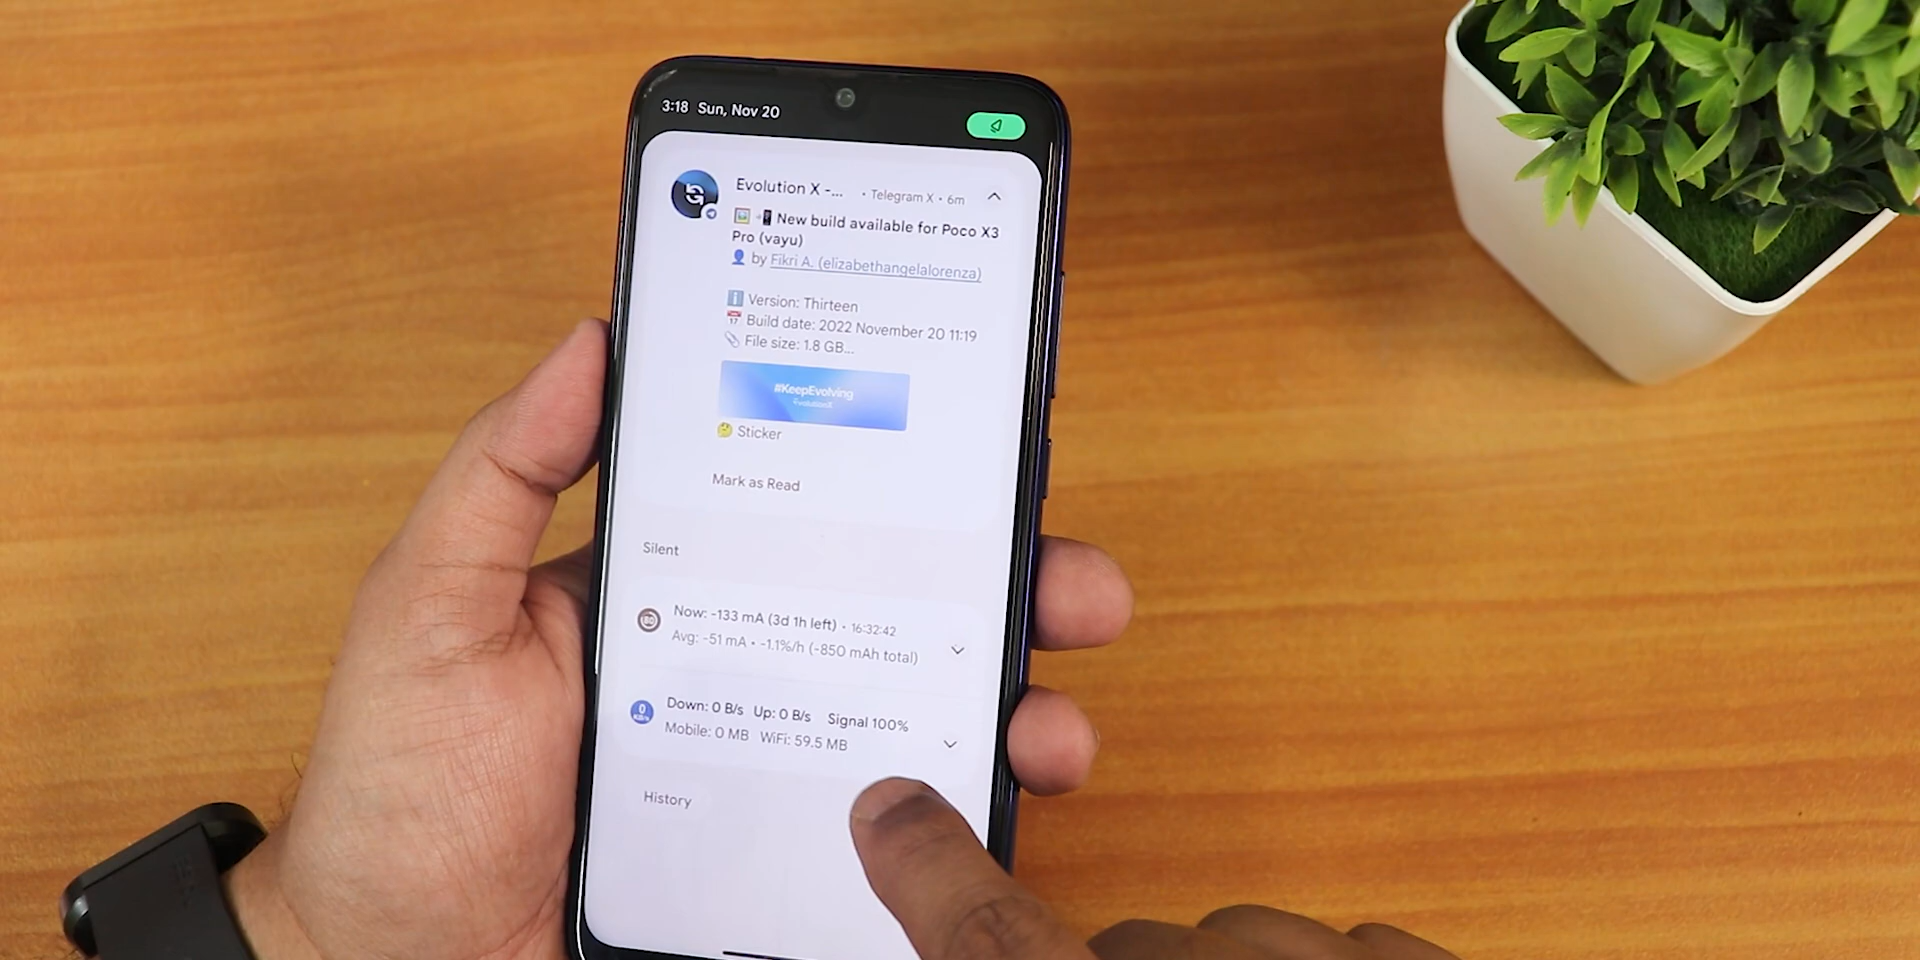 3:18 Sun, Nov 20
Evolution X -... • Telegram X • 6m
New build available for Poco X3
Pro (vayu)
by Fikri A. (elizabethangelalorenza)
Version: Thirteen
Build date: 2022 November 20 11:19
File size: 1.8 GB...
#KeepEvolving
EvolutionX
Sticker
Mark as Read
Silent
Now: -133 mA (3d 1h left) • 16:32:42
Avg: -51 mA • -1.1%/h (-850 mAh total)
Down: 0 B/s Up: 0 B/s Signal 100%
Mobile: 0 MB WiFi: 59.5 MB
History